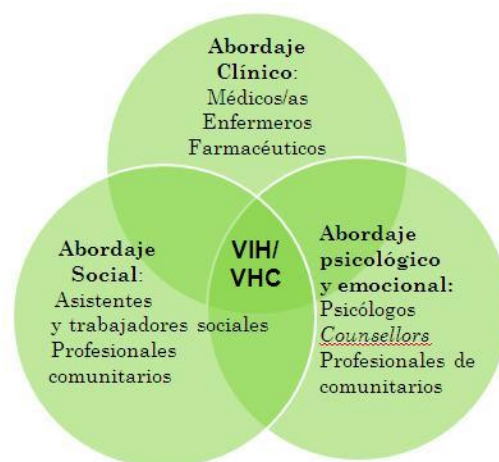 Abordaje
Clínico:
Médicos/as
Enfermeros
Farmacéuticos
VIH/
VHC
Abordaje
Social:
Asistentes
y trabajadores sociales
Profesionales
comunitarios
Abordaje
psicológico
y emocional:
Psicólogos
Counsellors
Profesionales de
comunitarios